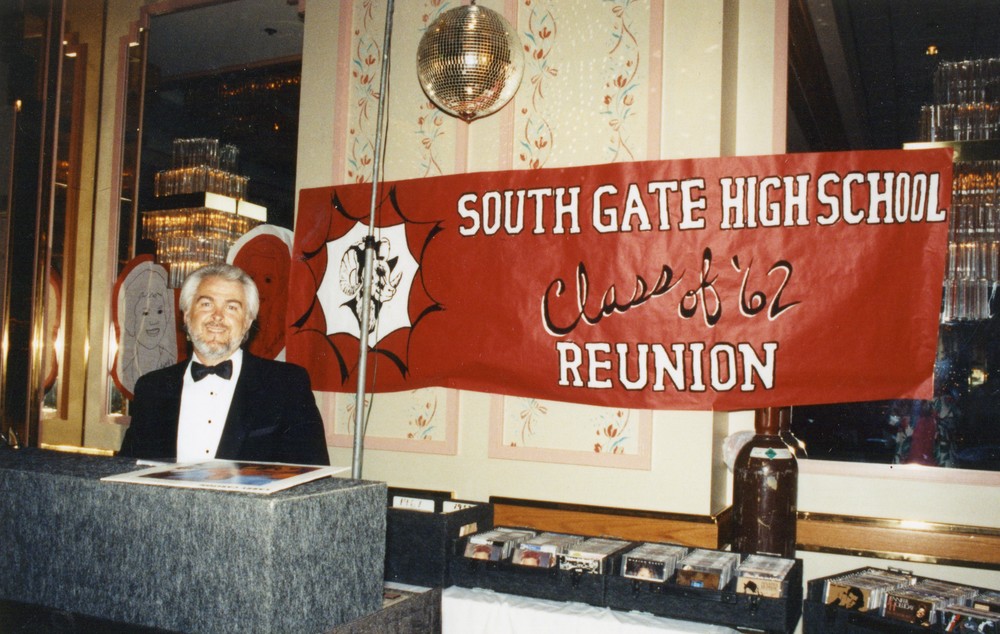 SOUTH GATE HIGH SCHOOL
Class of '62
REUNION